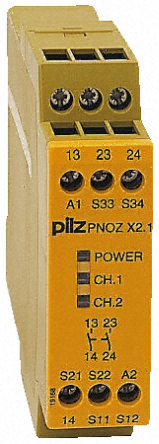 13 23 24
A1 S33 S34
pilz PNOZ X2.1
POWER
CH.1
CH.2
13 23
14 24
S21 S22 A2
14 S11 S12